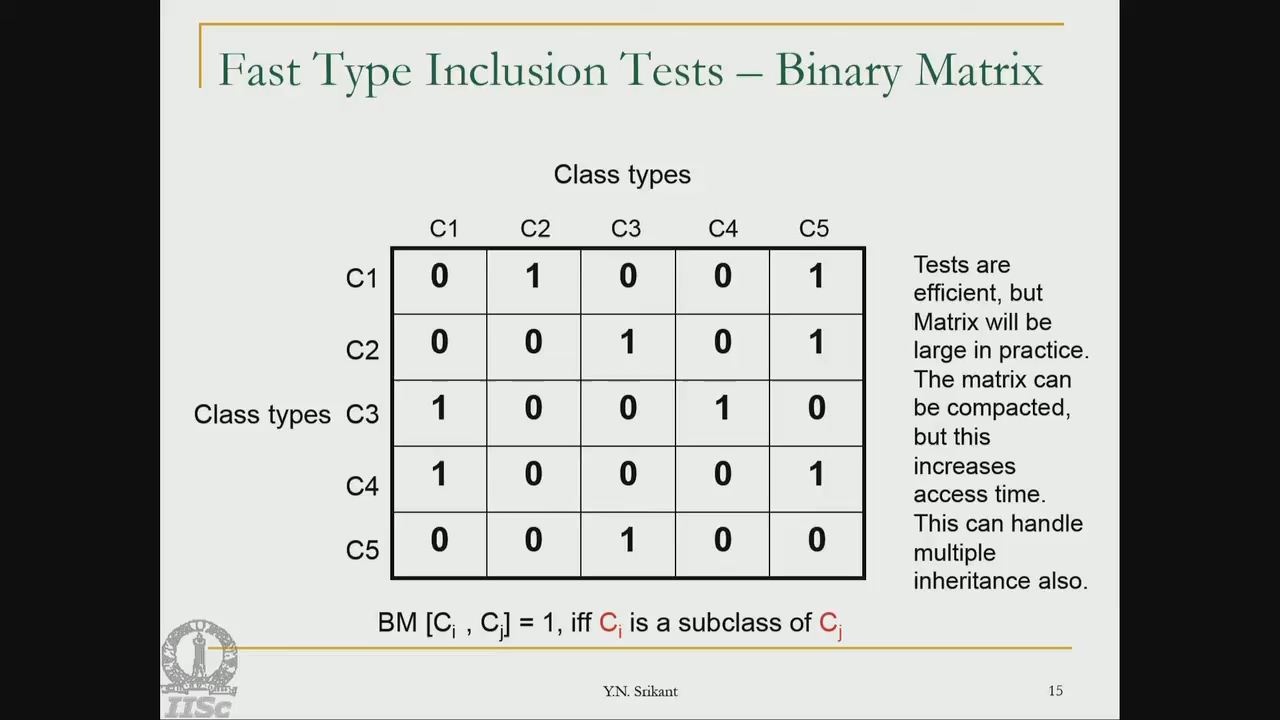 Fast Type Inclusion Tests – Binary Matrix
Class types
C1 C2 C3 C4 C5
C1 0 1 0 0 1
C2 0 0 1 0 1
Class types C3 1 0 0 1 0
C4 1 0 0 0 1
C5 0 0 1 0 0
Tests are
efficient, but
Matrix will be
large in practice.
The matrix can
be compacted,
but this
increases
access time.
This can handle
multiple
inheritance also.
BM [Ci , Cj] = 1, iff Ci is a subclass of Cj
IISc
Y.N. Srikant
15